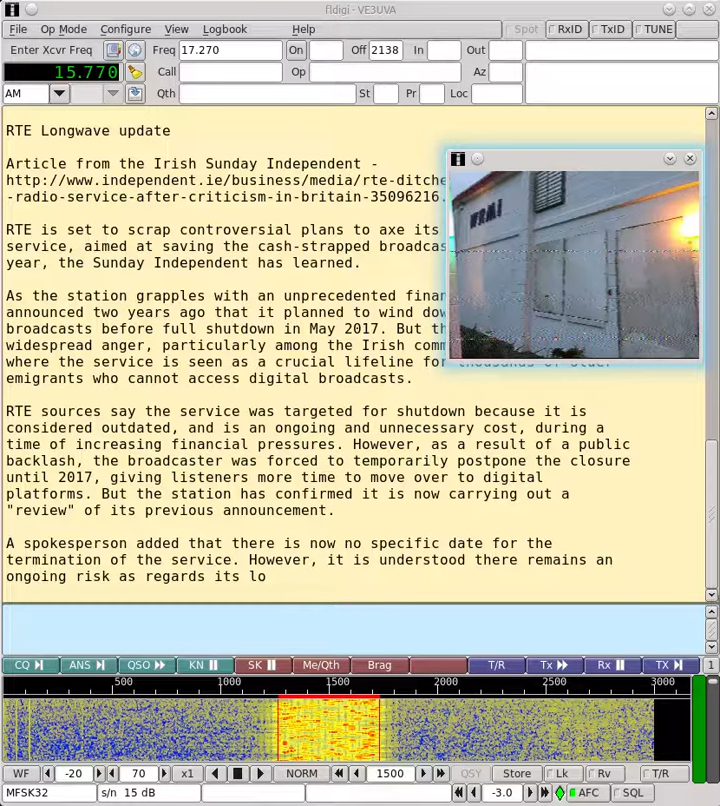 fldigi - VE3UVA
File Op Mode Configure View Logbook Help Spot RxID TxID TUNE
Enter Xcvr Freq Freq 17.270 On Off 2138 In Out
15.770 Call Op Az
AM Qth St Pr Loc
RTE Longwave update
Article from the Irish Sunday Independent -
http://www.independent.ie/business/media/rte-ditche
-radio-service-after-criticism-in-britain-35096216.
WRMI
RTE is set to scrap controversial plans to axe its
service, aimed at saving the cash-strapped broadcas
year, the Sunday Independent has learned.
As the station grapples with an unprecedented finan
announced two years ago that it planned to wind dow
broadcasts before full shutdown in May 2017. But th
widespread anger, particularly among the Irish comm
where the service is seen as a crucial lifeline for thousands of older
emigrants who cannot access digital broadcasts.
RTE sources say the service was targeted for shutdown because it is
considered outdated, and is an ongoing and unnecessary cost, during a
time of increasing financial pressures. However, as a result of a public
backlash, the broadcaster was forced to temporarily postpone the closure
until 2017, giving listeners more time to move over to digital
platforms. But the station has confirmed it is now carrying out a
"review" of its previous announcement.
A spokesperson added that there is now no specific date for the
termination of the service. However, it is understood there remains an
ongoing risk as regards its lo
CQ ANS QSO KN SK Me/Qth Brag T/R Tx Rx TX 1
500 1000 1500 2000 2500 3000
WF -20 70 x1 NORM 1500 QSY Store Lk Rv T/R
MFSK32 s/n 15 dB -3.0 AFC SQL